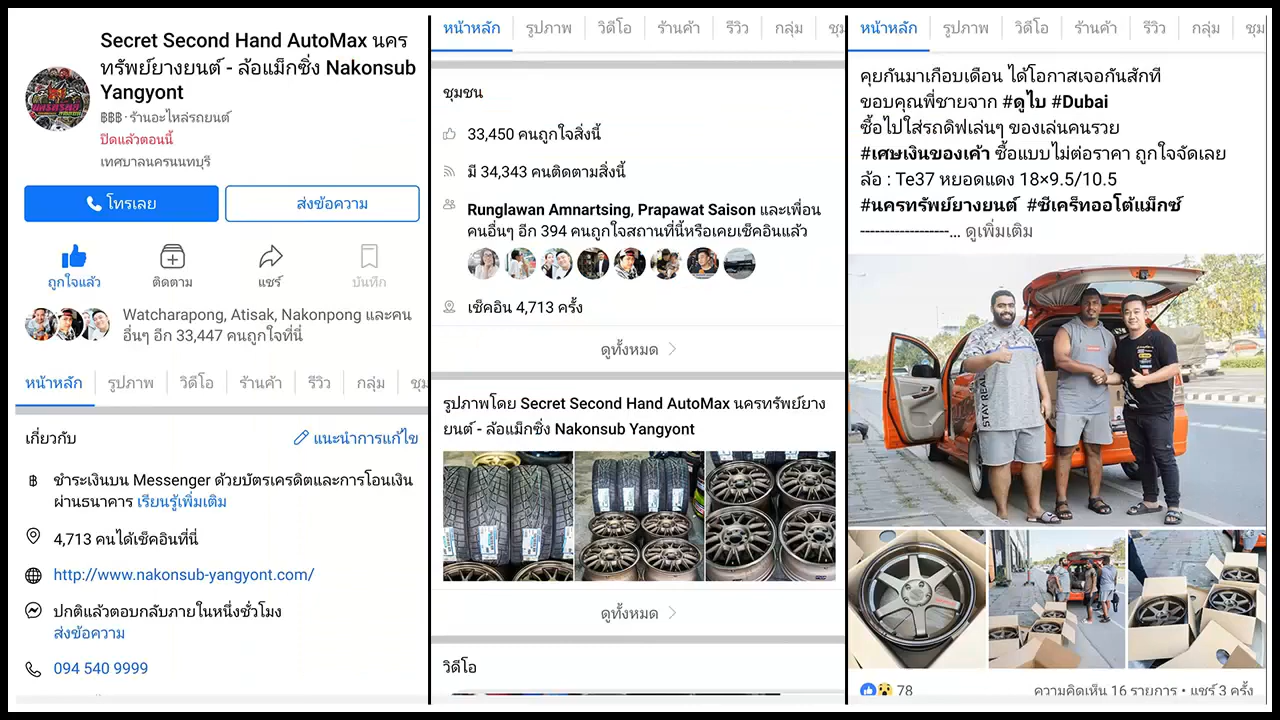 Secret Second Hand AutoMax นคร
ทรัพย์ยางยนต์ - ล้อแม็กซิ่ง Nakonsub
Yangyont
฿฿฿ · ร้านอะไหล่รถยนต์
ปิดแล้วตอนนี้
เทศบาลนครนนทบุรี
โทรเลย
ส่งข้อความ
ถูกใจแล้ว
ติดตาม
แชร์
บันทึก
Watcharapong, Atisak, Nakonpong และคน
อื่นๆ อีก 33,447 คนถูกใจที่นี่
หน้าหลัก
รูปภาพ
วิดีโอ
ร้านค้า
รีวิว
กลุ่ม
ชุม
เกี่ยวกับ
แนะนำการแก้ไข
฿ ชำระเงินบน Messenger ด้วยบัตรเครดิตและการโอนเงิน
ผ่านธนาคาร เรียนรู้เพิ่มเติม
4,713 คนได้เช็คอินที่นี่
http://www.nakonsub-yangyont.com/
ปกติแล้วตอบกลับภายในหนึ่งชั่วโมง
ส่งข้อความ
094 540 9999
หน้าหลัก
รูปภาพ
วิดีโอ
ร้านค้า
รีวิว
กลุ่ม
ชุ
ชุมชน
33,450 คนถูกใจสิ่งนี้
มี 34,343 คนติดตามสิ่งนี้
Runglawan Amnartsing, Prapawat Saison และเพื่อน
คนอื่นๆ อีก 394 คนถูกใจสถานที่นี้หรือเคยเช็คอินแล้ว
เช็คอิน 4,713 ครั้ง
ดูทั้งหมด
รูปภาพโดย Secret Second Hand AutoMax นครทรัพย์ยาง
ยนต์ - ล้อแม็กซิ่ง Nakonsub Yangyont
ดูทั้งหมด
วิดีโอ
หน้าหลัก
รูปภาพ
วิดีโอ
ร้านค้า
รีวิว
กลุ่ม
ชุม
คุยกันมาเกือบเดือน ได้โอกาสเจอกันสักที
ขอบคุณพี่ชายจาก #ดูไบ #Dubai
ซื้อไปใส่รถดิฟเล่นๆ ของเล่นคนรวย
#เศษเงินของเค้า ซื้อแบบไม่ต่อราคา ถูกใจจัดเลย
ล้อ : Te37 หยอดแดง 18×9.5/10.5
#นครทรัพย์ยางยนต์ #ซีเคร็ทออโต้แม็กซ์
------------------... ดูเพิ่มเติม
STAY REAL
78
ความคิดเห็น 16 รายการ • แชร์ 3 ครั้ง